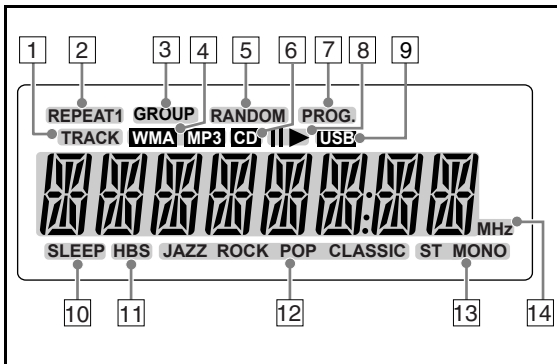 1 2 3 4 5 6 7 8 9
REPEAT1 GROUP RANDOM PROG.
TRACK WMA MP3 CD USB
MHz
SLEEP HBS JAZZ ROCK POP CLASSIC ST MONO
10 11 12 13 14